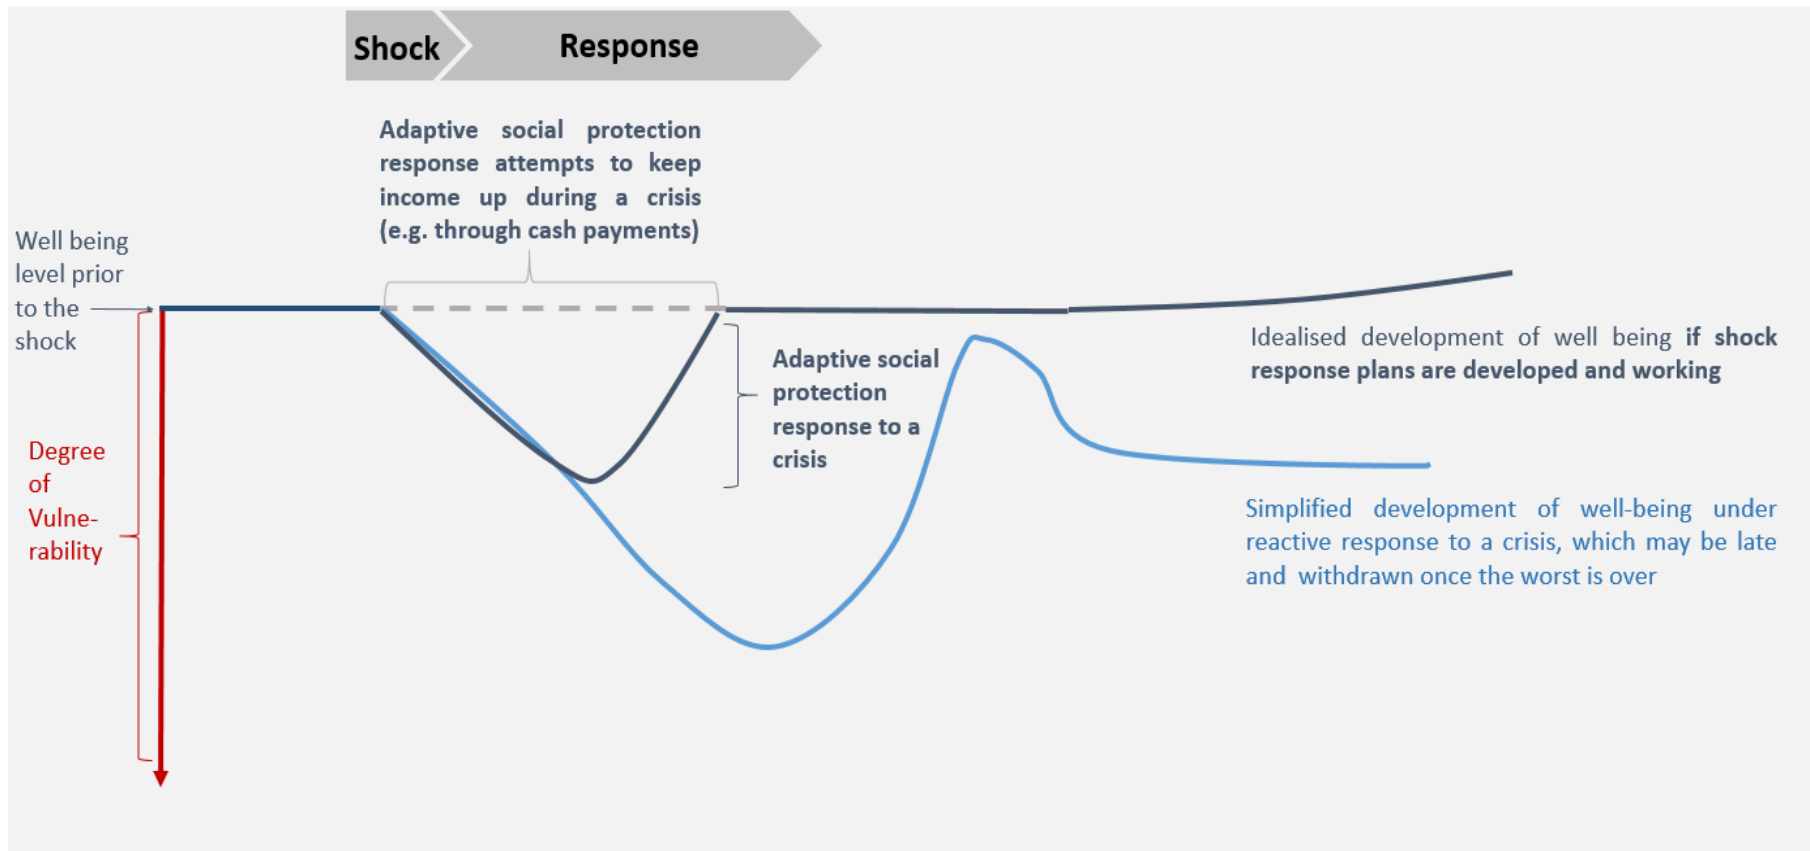 Shock
Response
Adaptive social protection
response attempts to keep
income up during a crisis
(e.g. through cash payments)
Well being
level prior
to the
shock
Degree
of
Vulne-
rability
Adaptive social
protection
response to a
crisis
Idealised development of well being if shock
response plans are developed and working
Simplified development of well-being under
reactive response to a crisis, which may be late
and withdrawn once the worst is over